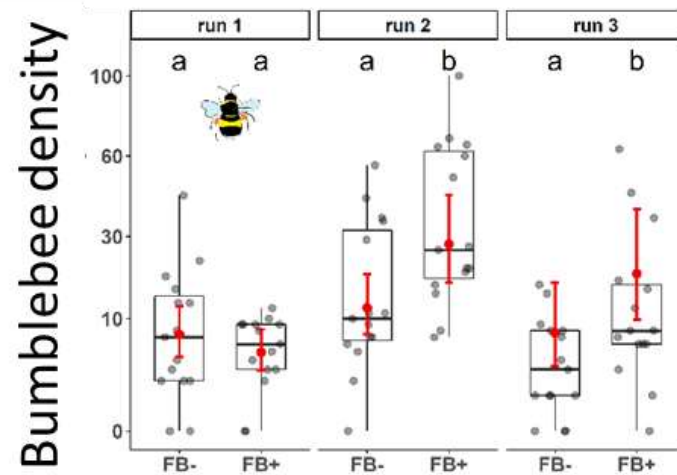 run 1 run 2 run 3
a a a b a b
Bumblebee density
100
60
30
10
0
FB- FB+ FB- FB+ FB- FB+